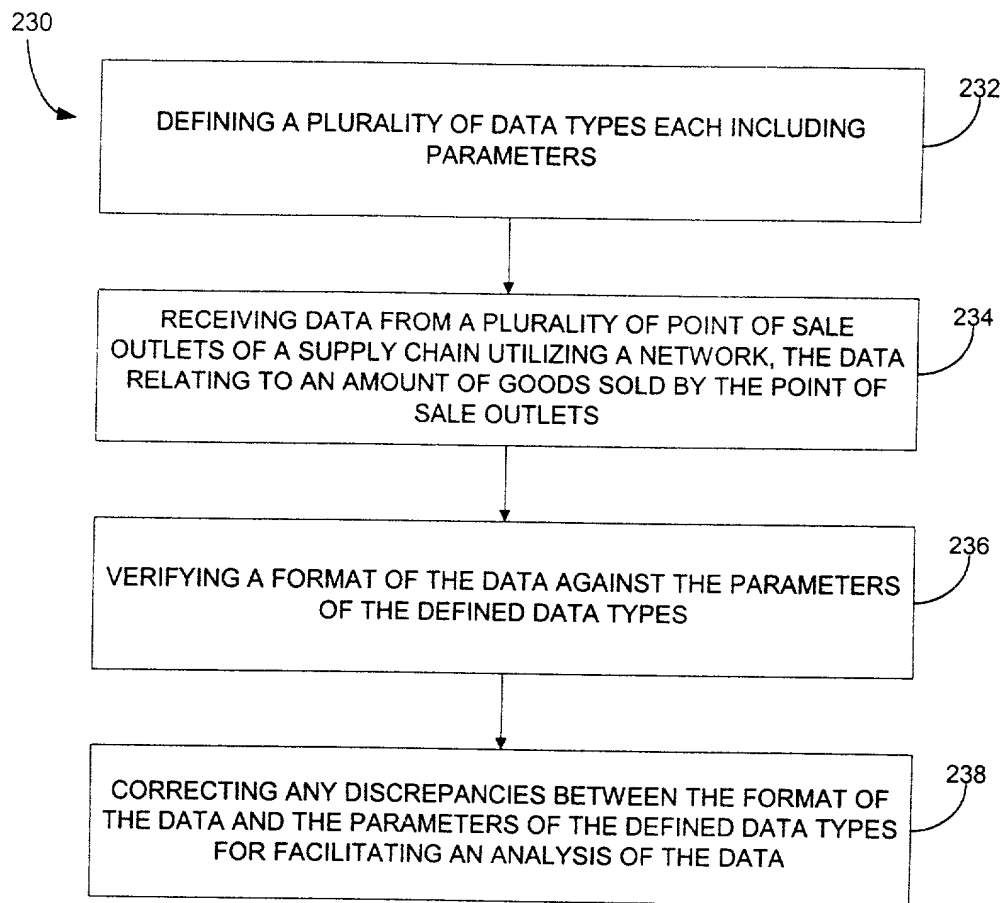 230
232
DEFINING A PLURALITY OF DATA TYPES EACH INCLUDING
PARAMETERS
234
RECEIVING DATA FROM A PLURALITY OF POINT OF SALE
OUTLETS OF A SUPPLY CHAIN UTILIZING A NETWORK, THE DATA
RELATING TO AN AMOUNT OF GOODS SOLD BY THE POINT OF
SALE OUTLETS
236
VERIFYING A FORMAT OF THE DATA AGAINST THE PARAMETERS
OF THE DEFINED DATA TYPES
238
CORRECTING ANY DISCREPANCIES BETWEEN THE FORMAT OF
THE DATA AND THE PARAMETERS OF THE DEFINED DATA TYPES
FOR FACILITATING AN ANALYSIS OF THE DATA